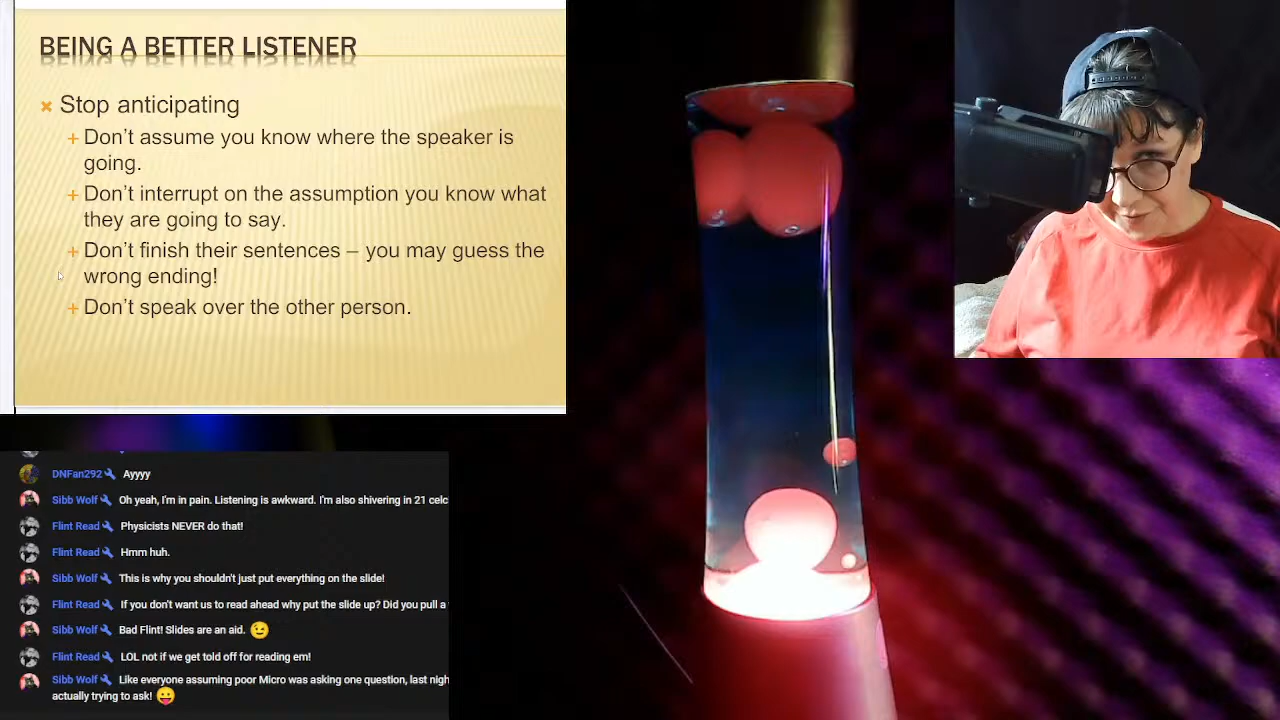 BEING A BETTER LISTENER
Stop anticipating
Don't assume you know where the speaker is
going.
Don't interrupt on the assumption you know what
they are going to say.
Don't finish their sentences – you may guess the
wrong ending!
Don't speak over the other person.
DNFan292 Ayyyy
Sibb Wolf Oh yeah, I'm in pain. Listening is awkward. I'm also shivering in 21 celc
Flint Read Physicists NEVER do that!
Flint Read Hmm huh.
Sibb Wolf This is why you shouldn't just put everything on the slide!
Flint Read If you don't want us to read ahead why put the slide up? Did you pull a
Sibb Wolf Bad Flint! Slides are an aid. 😉
Flint Read LOL not if we get told off for reading em!
Sibb Wolf Like everyone assuming poor Micro was asking one question, last nigh
actually trying to ask! 😛